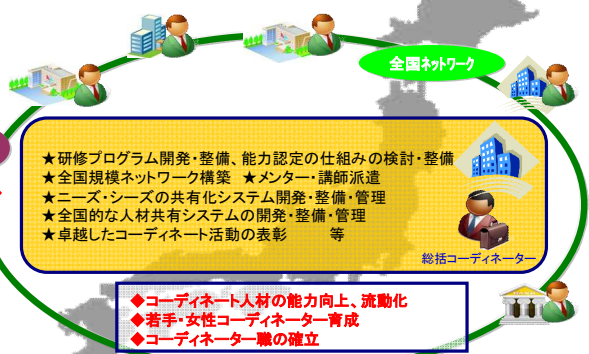 全国ネットワーク
★研修プログラム開発・整備、能力認定の仕組みの検討・整備
★全国規模ネットワーク構築　★メンター・講師派遣
★ニーズ・シーズの共有化システム開発・整備・管理
★全国的な人材共有システムの開発・整備・管理
★卓越したコーディネート活動の表彰　　　等
総括コーディネーター
◆コーディネート人材の能力向上、流動化
◆若手・女性コーディネーター育成
◆コーディネーター職の確立